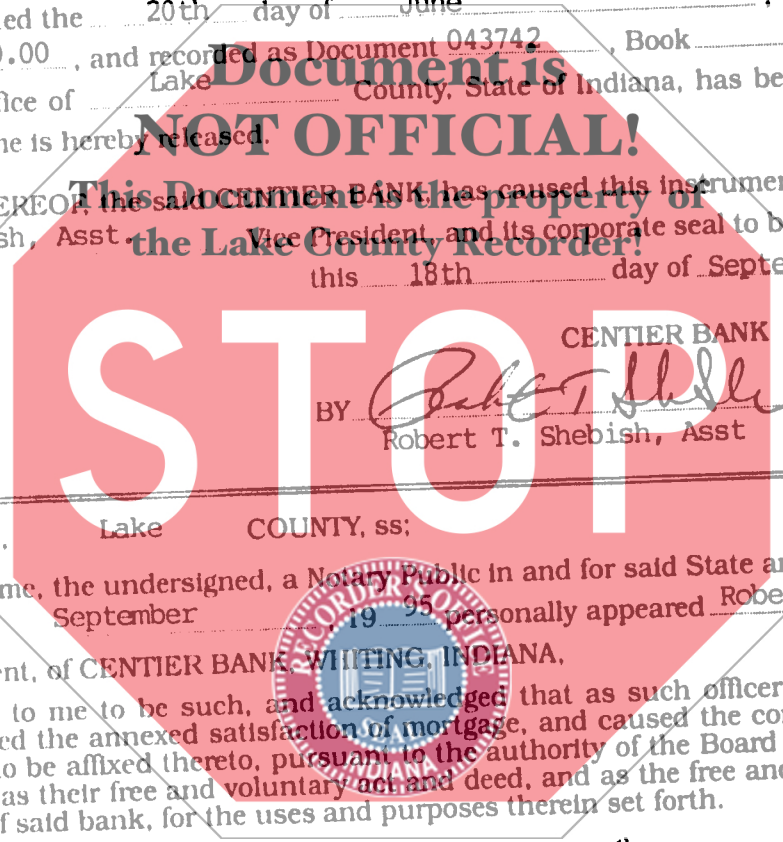 ed the 20th day of June
0.00 , and recorded as Document 043742 , Book
Document is
fice of Lake County, State of Indiana, has be
ne is hereby released.
NOT OFFICIAL!
EREOF, the said CENTIER BANK, has caused this instrumen
This Document is the property of
sh, Asst. Vice President, and its corporate seal to b
the Lake County Recorder!
this 18th day of Septe
STOP
CENTIER BANK
BY
Robert T. Shebish, Asst
Lake COUNTY, ss:
me, the undersigned, a Notary Public in and for said State a
September , 19 95 personally appeared Robe
nt, of CENTIER BANK, WHITING, INDIANA,
to me to be such, and acknowledged that as such officer
ed the annexed satisfaction of mortgage, and caused the co
o be affixed thereto, pursuant to the authority of the Board
as their free and voluntary act and deed, and as the free and
f said bank, for the uses and purposes therein set forth.
RECORDER'S OFFICE
SEAL
INDIANA